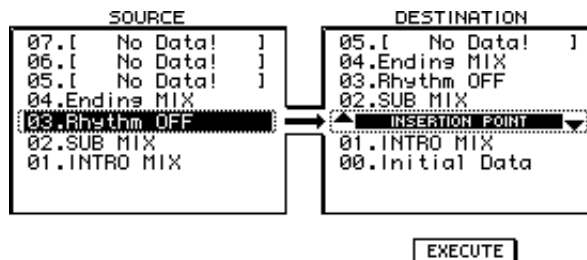 SOURCE
07.[ No Data! ]
06.[ No Data! ]
05.[ No Data! ]
04.Ending MIX
03.Rhythm OFF
02.SUB MIX
01.INTRO MIX
DESTINATION
05.[ No Data! ]
04.Ending MIX
03.Rhythm OFF
02.SUB MIX
INSERTION POINT
01.INTRO MIX
00.Initial Data
EXECUTE